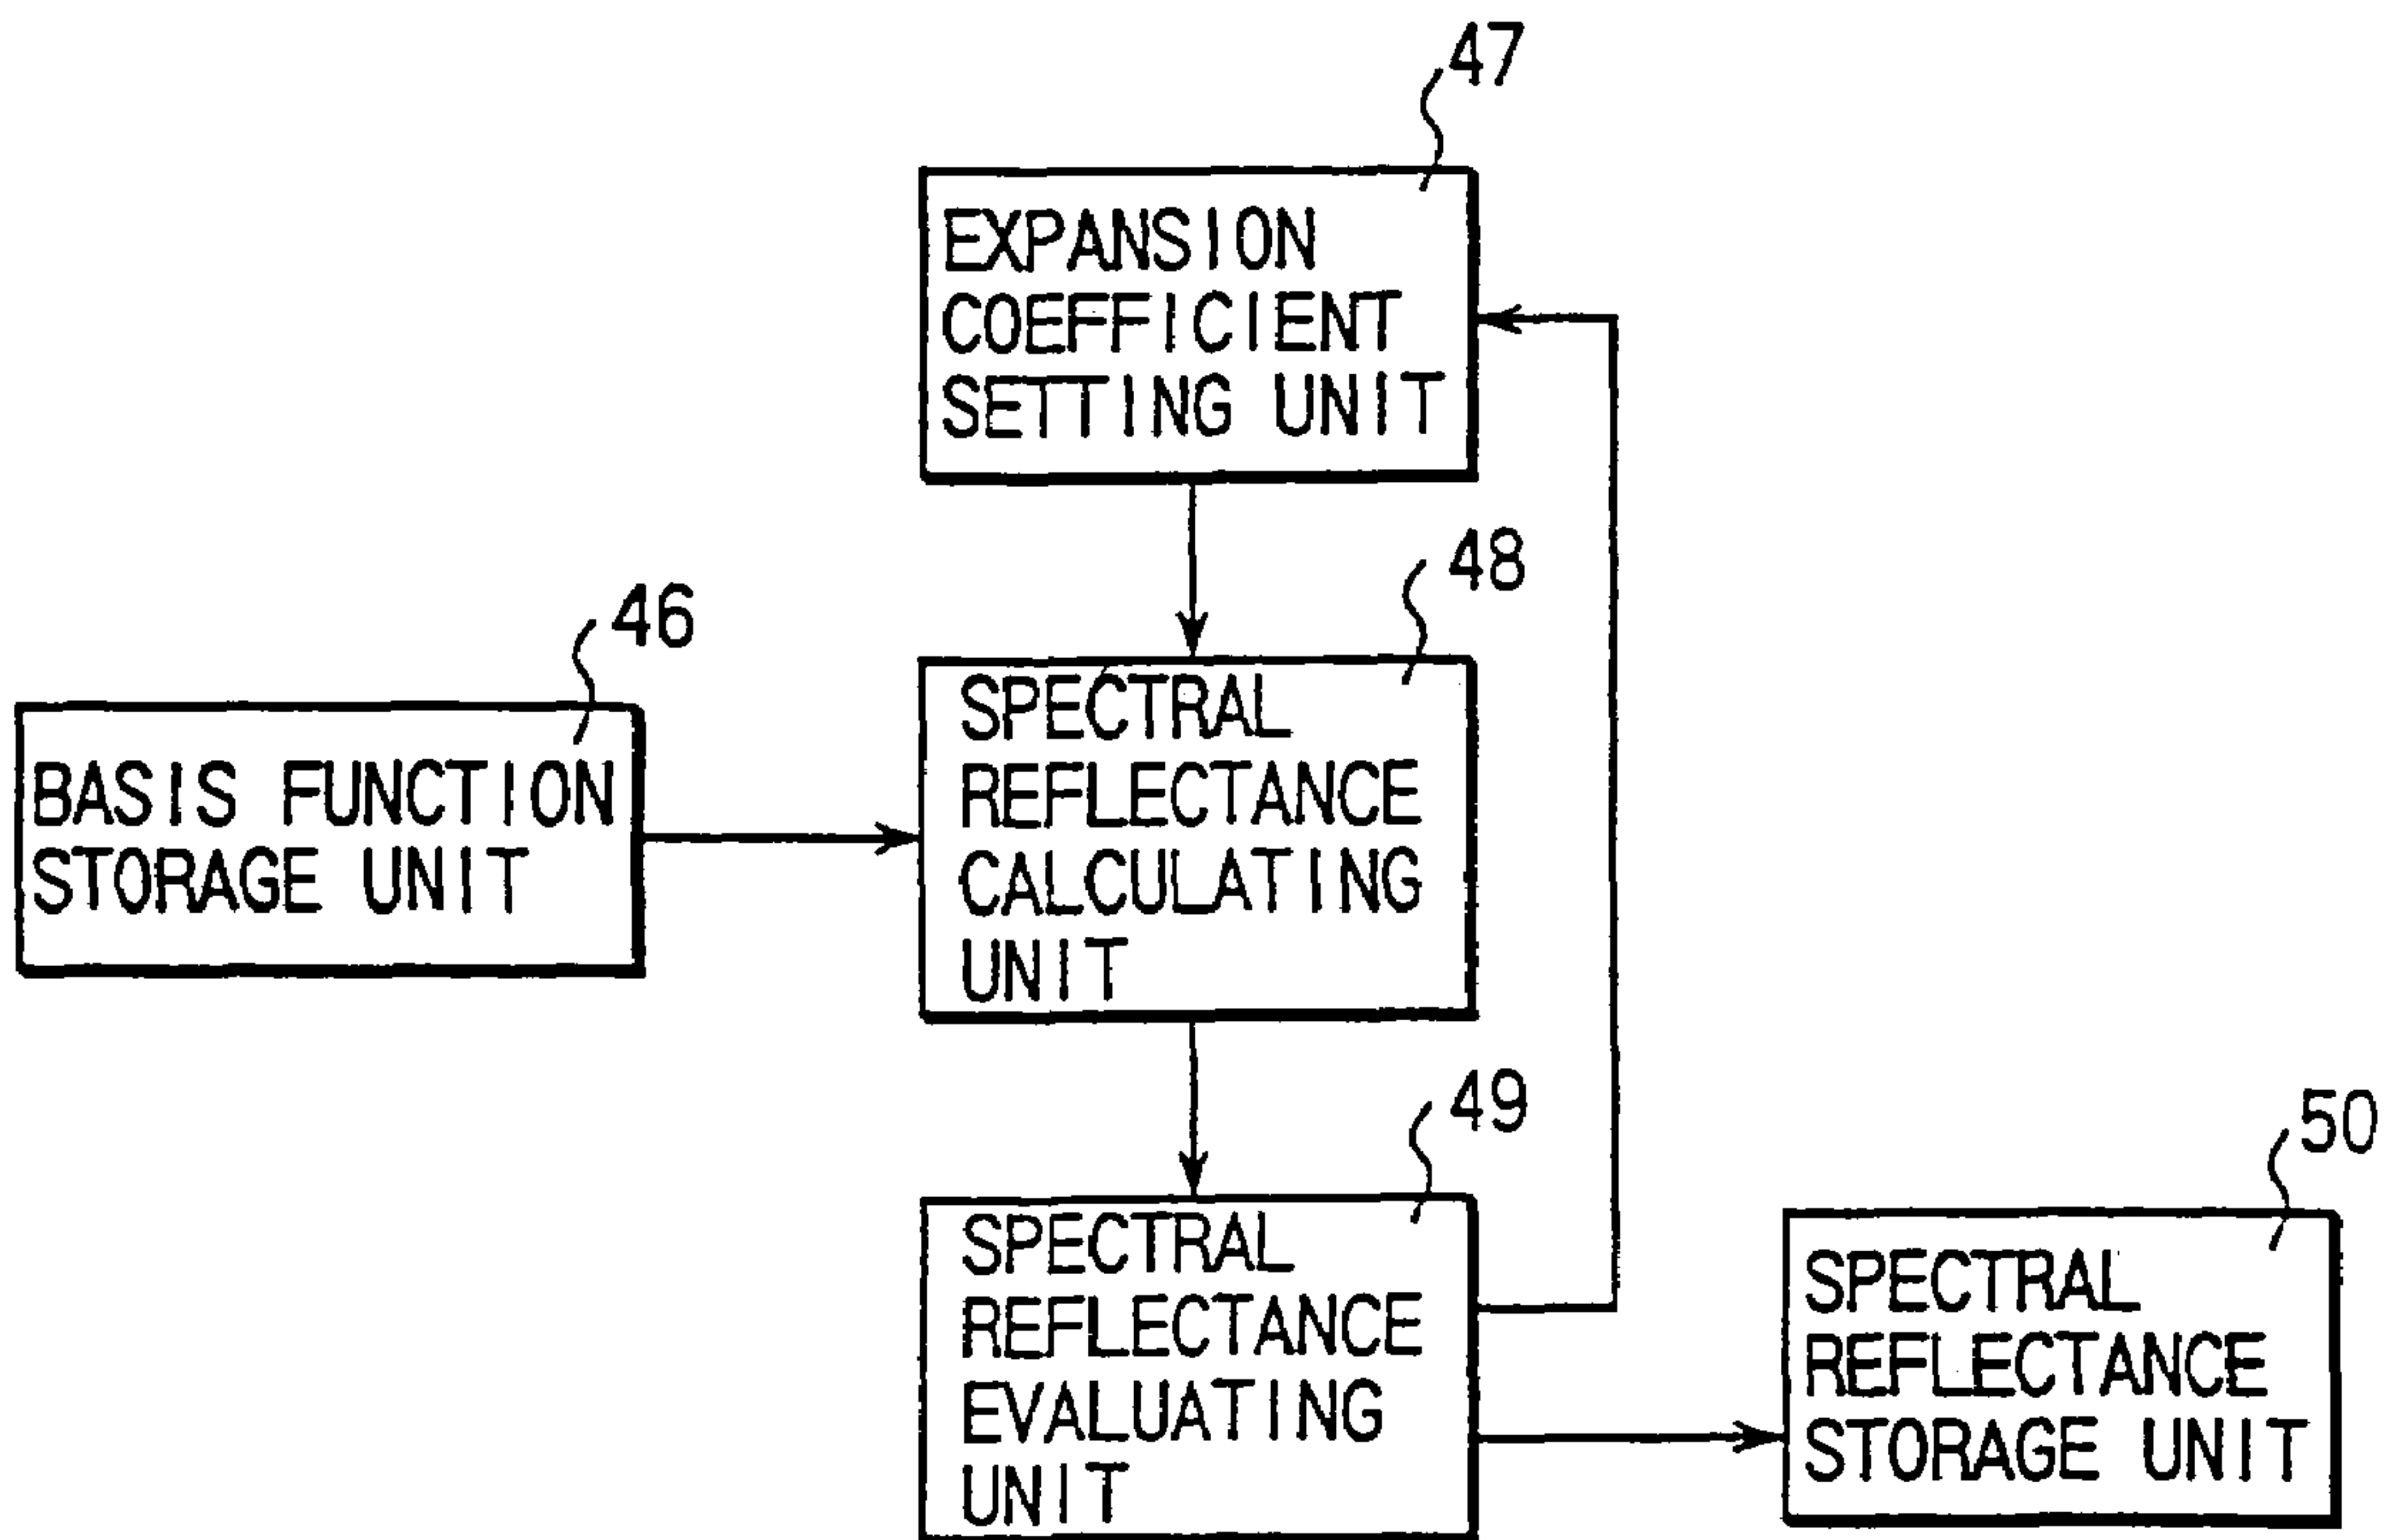 47
EXPANSION
COEFFICIENT
SETTING UNIT
48
46
SPECTRAL
REFLECTANCE
CALCULATING
UNIT
BASIS FUNCTION
STORAGE UNIT
49
50
SPECTRAL
REFLECTANCE
EVALUATING
UNIT
SPECTRAL
REFLECTANCE
STORAGE UNIT